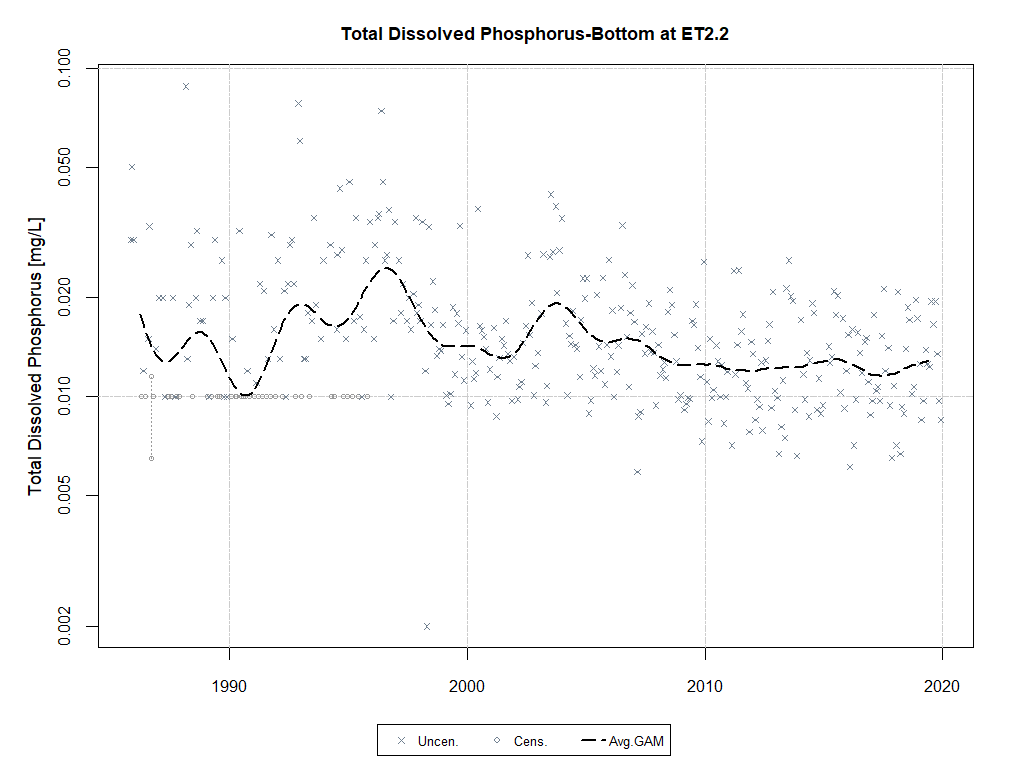 Total Dissolved Phosphorus-Bottom at ET2.2
Total Dissolved Phosphorus [mg/L]
0.100
0.050
0.020
0.010
0.005
0.002
1990 2000 2010 2020
Uncen. Cens. Avg.GAM